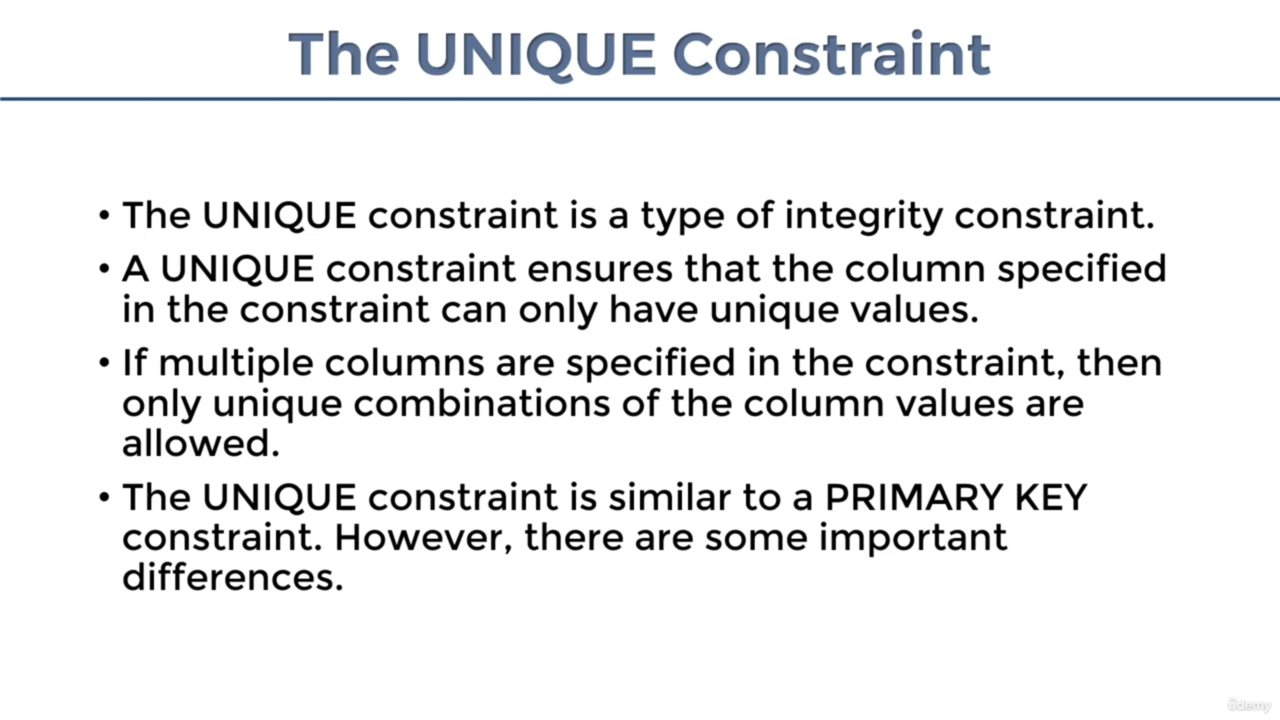 The UNIQUE Constraint
• The UNIQUE constraint is a type of integrity constraint.
• A UNIQUE constraint ensures that the column specified
in the constraint can only have unique values.
• If multiple columns are specified in the constraint, then
only unique combinations of the column values are
allowed.
• The UNIQUE constraint is similar to a PRIMARY KEY
constraint. However, there are some important
differences.
ûdemy